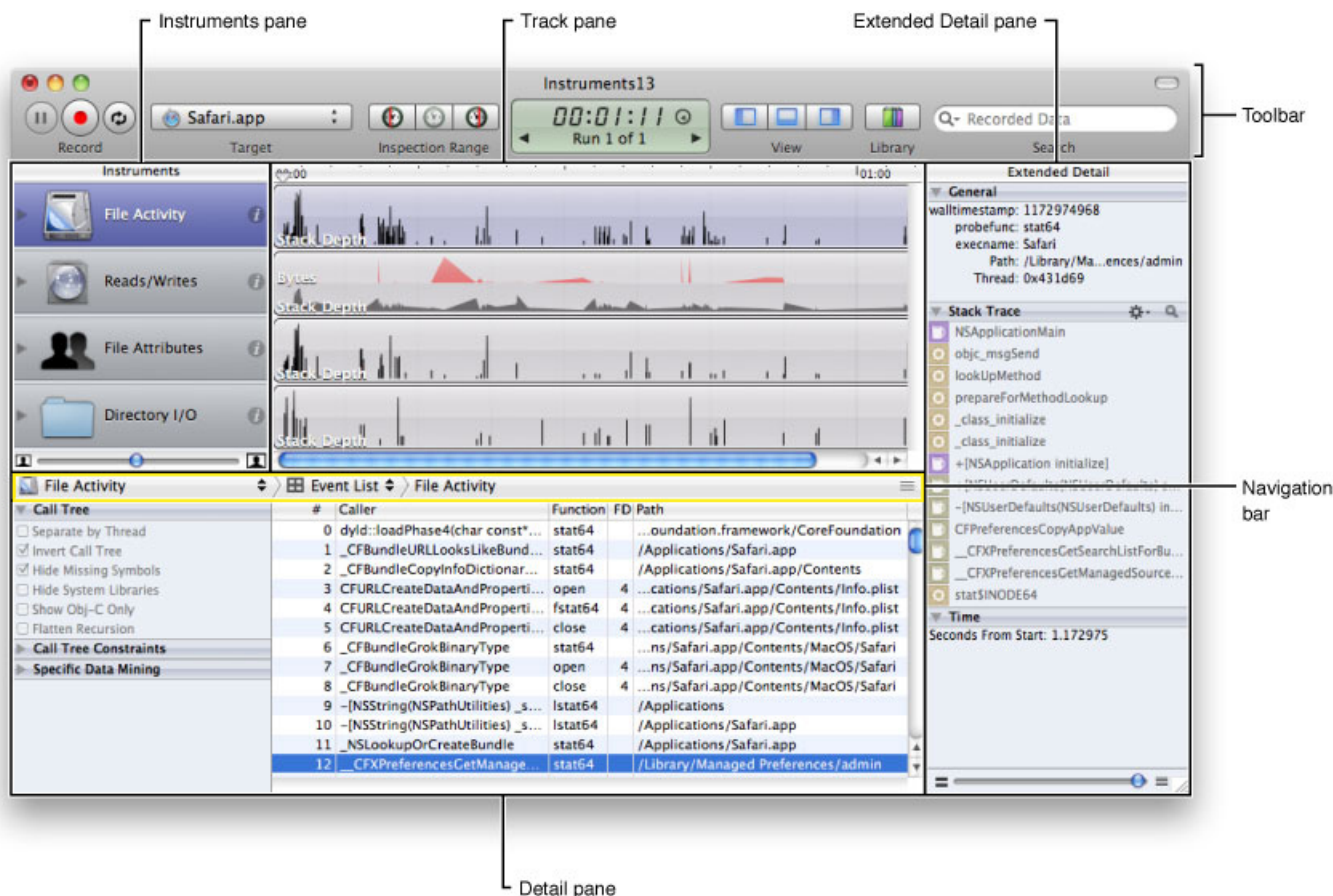 Instruments pane
Track pane
Extended Detail pane
Instruments13
Toolbar
Safari.app
00:01:11
Run 1 of 1
Recorded Data
Record
Target
Inspection Range
View
Library
Search
Instruments
00:00
01:00
Extended Detail
File Activity
Stack Depth
Reads/Writes
Bytes
Stack Depth
File Attributes
Stack Depth
Directory I/O
Stack Depth
General
walltimestamp: 1172974968
probefunc: stat64
execname: Safari
Path: /Library/Ma...ences/admin
Thread: 0x431d69
Stack Trace
NSApplicationMain
objc_msgSend
lookUpMethod
prepareForMethodLookup
_class_initialize
_class_initialize
+[NSApplication initialize]
-[NSUserDefaults(NSUserDefaults) in...
CFPreferencesCopyAppValue
__CFXPreferencesGetSearchListForBu...
__CFXPreferencesGetManagedSource...
stat$INODE64
Time
Seconds From Start: 1.172975
Navigation
bar
File Activity
Event List
File Activity
Call Tree
Separate by Thread
Invert Call Tree
Hide Missing Symbols
Hide System Libraries
Show Obj-C Only
Flatten Recursion
Call Tree Constraints
Specific Data Mining
# Caller Function FD Path
0 dyld::loadPhase4(char const*... stat64 ...oundation.framework/CoreFoundation
1 _CFBundleURLLooksLikeBund... stat64 /Applications/Safari.app
2 _CFBundleCopyInfoDictionar... stat64 /Applications/Safari.app/Contents
3 CFURLCreateDataAndProperti... open 4 ...cations/Safari.app/Contents/Info.plist
4 CFURLCreateDataAndProperti... fstat64 4 ...cations/Safari.app/Contents/Info.plist
5 CFURLCreateDataAndProperti... close 4 ...cations/Safari.app/Contents/Info.plist
6 _CFBundleGrokBinaryType stat64 ...ns/Safari.app/Contents/MacOS/Safari
7 _CFBundleGrokBinaryType open 4 ...ns/Safari.app/Contents/MacOS/Safari
8 _CFBundleGrokBinaryType close 4 ...ns/Safari.app/Contents/MacOS/Safari
9 -[NSString(NSPathUtilities) _s... lstat64 /Applications
10 -[NSString(NSPathUtilities) _s... lstat64 /Applications/Safari.app
11 _NSLookupOrCreateBundle stat64 /Applications/Safari.app
12 __CFXPreferencesGetManage... stat64 /Library/Managed Preferences/admin
Detail pane